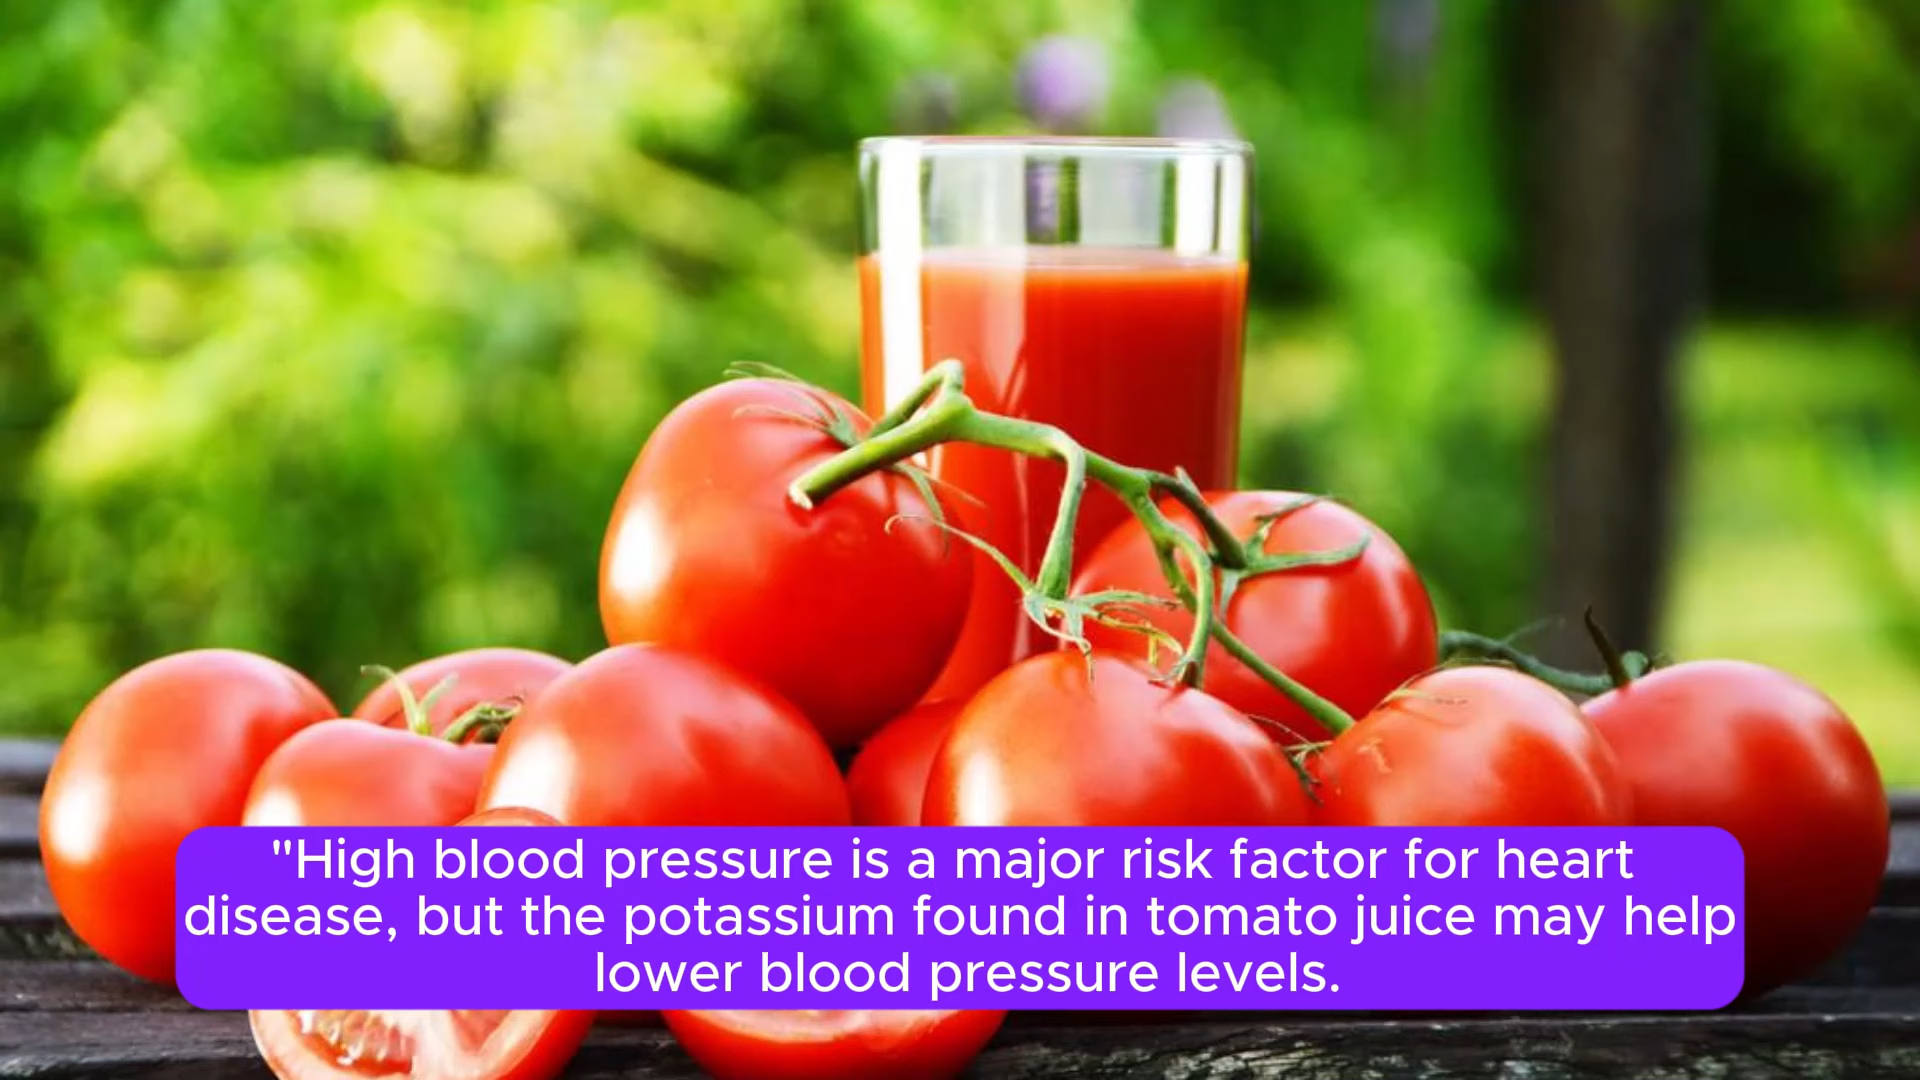 "High blood pressure is a major risk factor for heart
disease, but the potassium found in tomato juice may help
lower blood pressure levels.